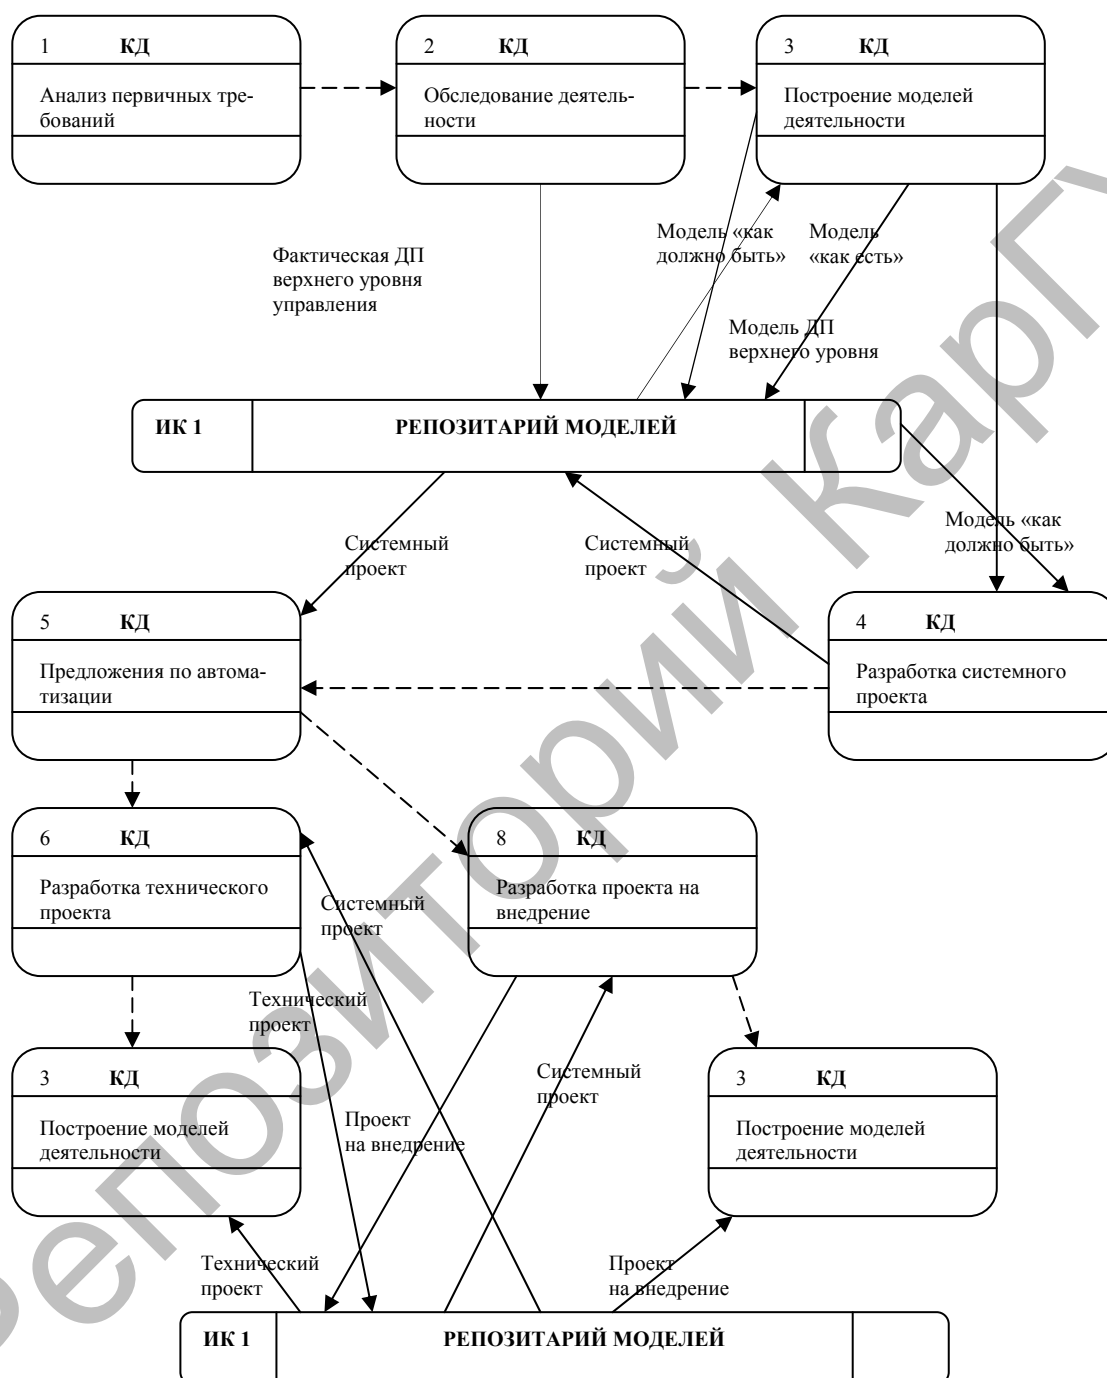 1 КД
Анализ первичных тре-
бований
2 КД
Обследование деятель-
ности
3 КД
Построение моделей
деятельности
Фактическая ДП
верхнего уровня
управления
Модель «как
должно быть»
Модель
«как есть»
Модель ДП
верхнего уровня
ИК 1 РЕПОЗИТАРИЙ МОДЕЛЕЙ
Системный
проект
Системный
проект
Модель «как
должно быть»
5 КД
Предложения по автома-
тизации
4 КД
Разработка системного
проекта
6 КД
Разработка технического
проекта
8 КД
Разработка проекта на
внедрение
Системный
проект
Технический
проект
3 КД
Построение моделей
деятельности
Проект
на внедрение
Системный
проект
3 КД
Построение моделей
деятельности
Технический
проект
Проект
на внедрение
ИК 1 РЕПОЗИТАРИЙ МОДЕЛЕЙ
Репозиторий КарГУ